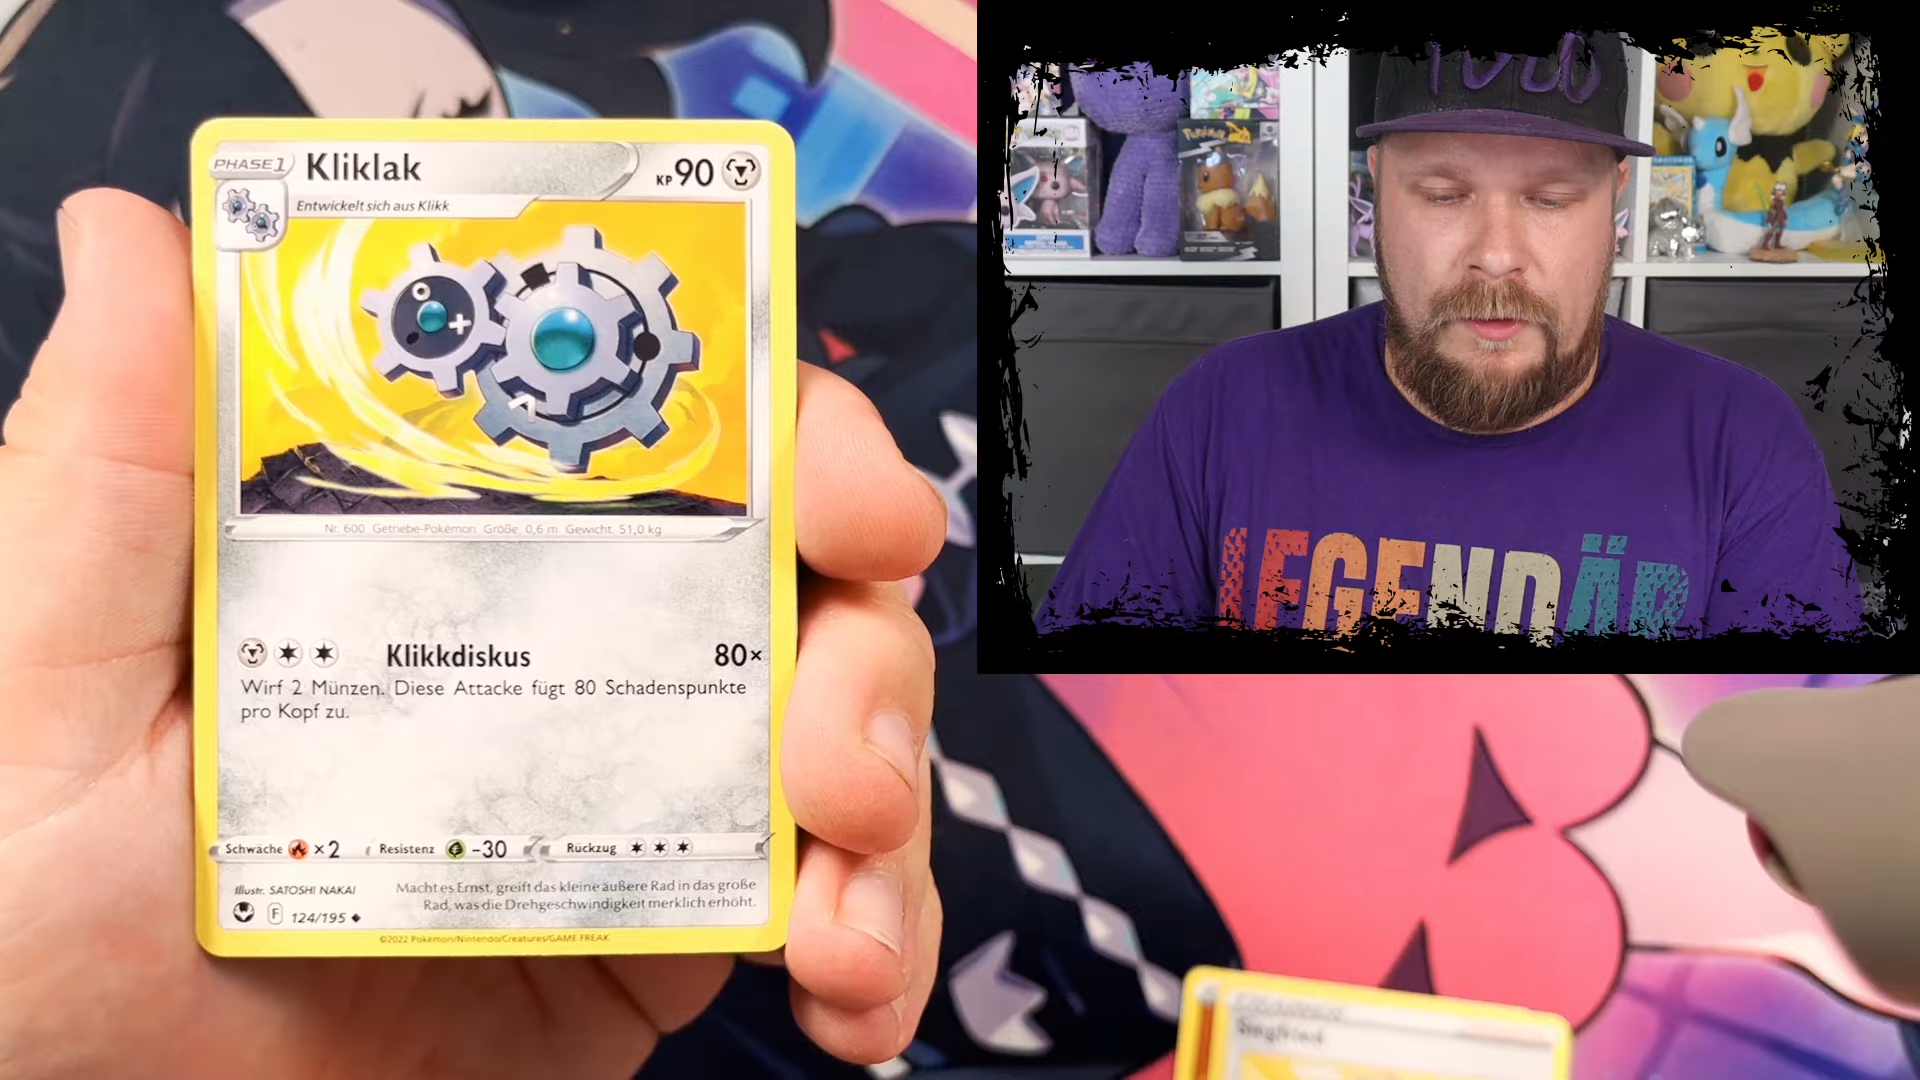 PHASE 1
Kliklak
KP 90
Entwickelt sich aus Klikk
Nr. 600 Getriebe-Pokémon Größe: 0,6 m Gewicht: 51,0 kg
Klikkdiskus 80×
Wirf 2 Münzen. Diese Attacke fügt 80 Schadenspunkte
pro Kopf zu.
Schwäche ×2 Resistenz -30 Rückzug
Illustr. SATOSHI NAKAI
Macht es Ernst, greift das kleine äußere Rad in das große
Rad, was die Drehgeschwindigkeit merklich erhöht.
F 124/195
©2022 Pokémon/Nintendo/Creatures/GAME FREAK
POKÉMON
LEGENDÄR
Siegfried